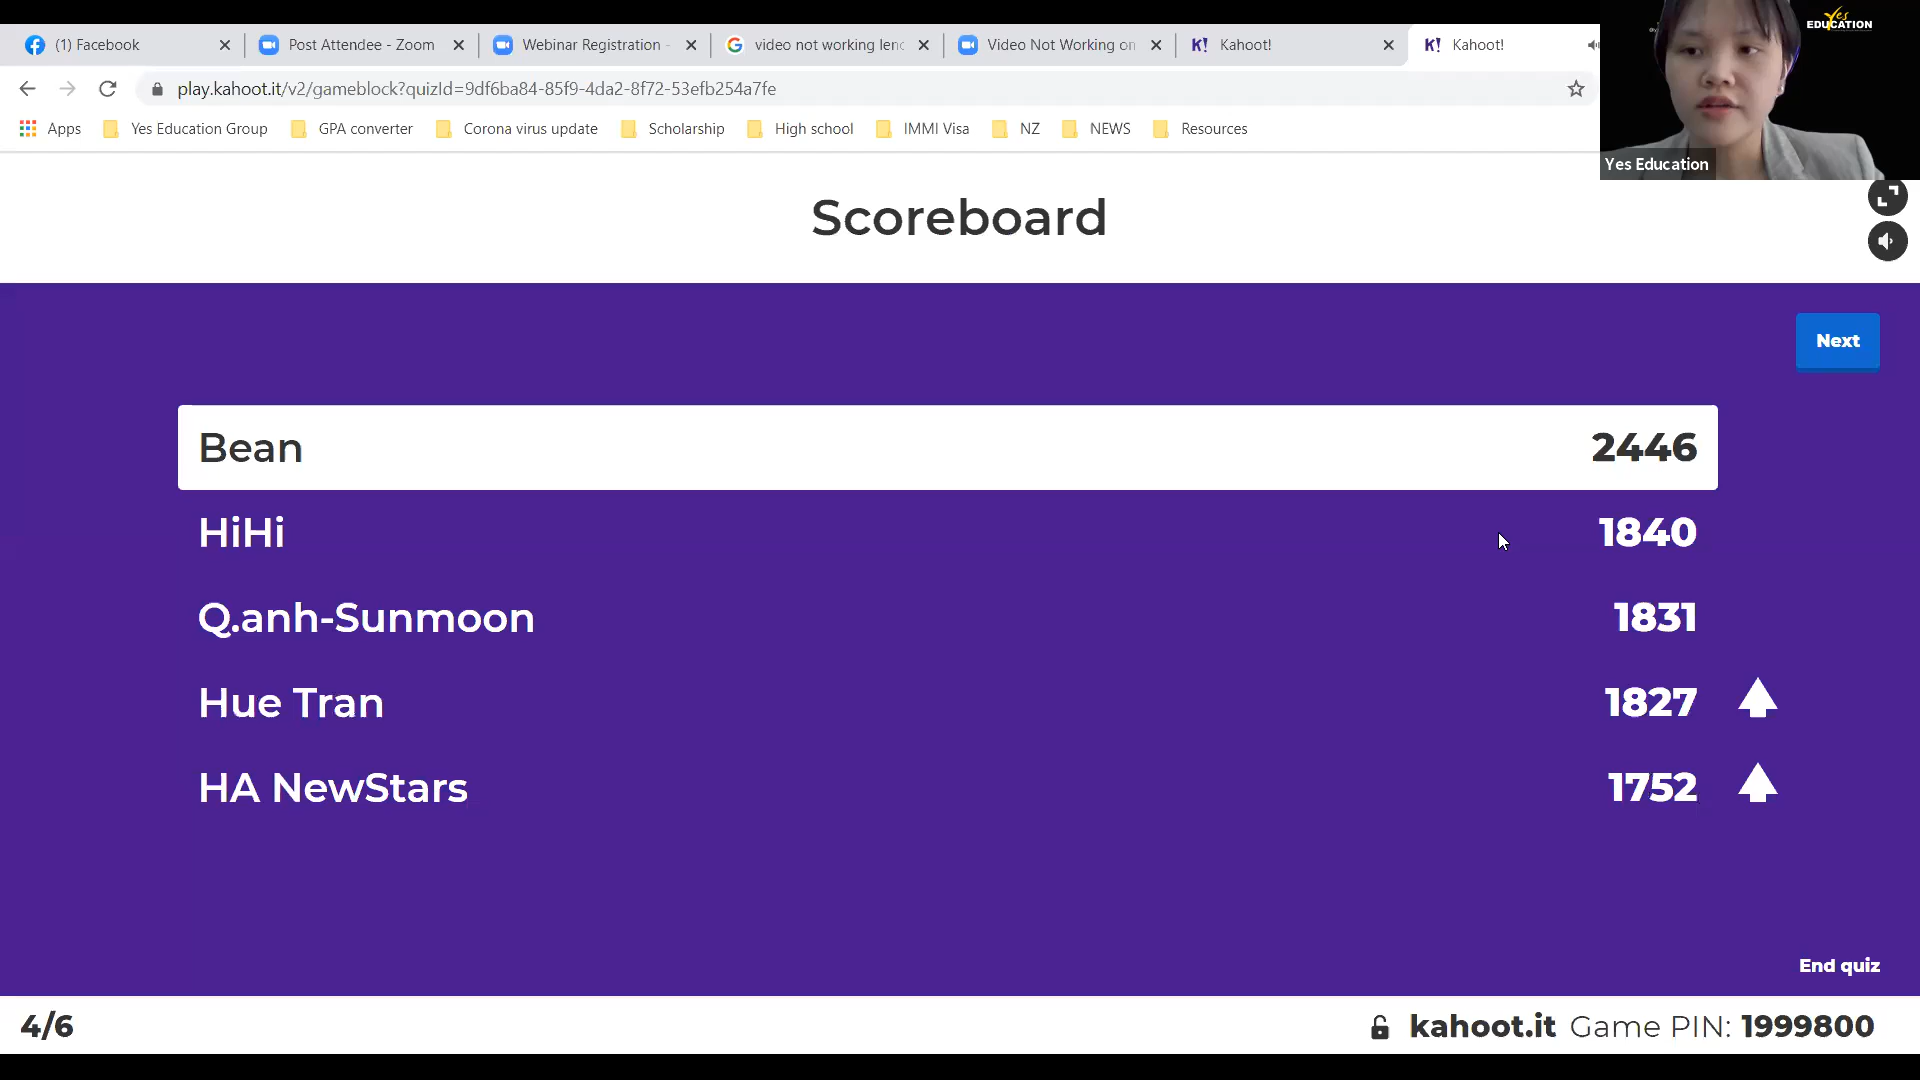 (1) Facebook
Post Attendee - Zoom
Webinar Registration -
video not working leno
Video Not Working on
Kahoot!
Kahoot!
Yes
EDUCATION
play.kahoot.it/v2/gameblock?quizId=9df6ba84-85f9-4da2-8f72-53efb254a7fe
Apps
Yes Education Group
GPA converter
Corona virus update
Scholarship
High school
IMMI Visa
NZ
NEWS
Resources
Yes Education
Scoreboard
Next
Bean 2446
HiHi 1840
Q.anh-Sunmoon 1831
Hue Tran 1827
HA NewStars 1752
End quiz
4/6
kahoot.it Game PIN: 1999800